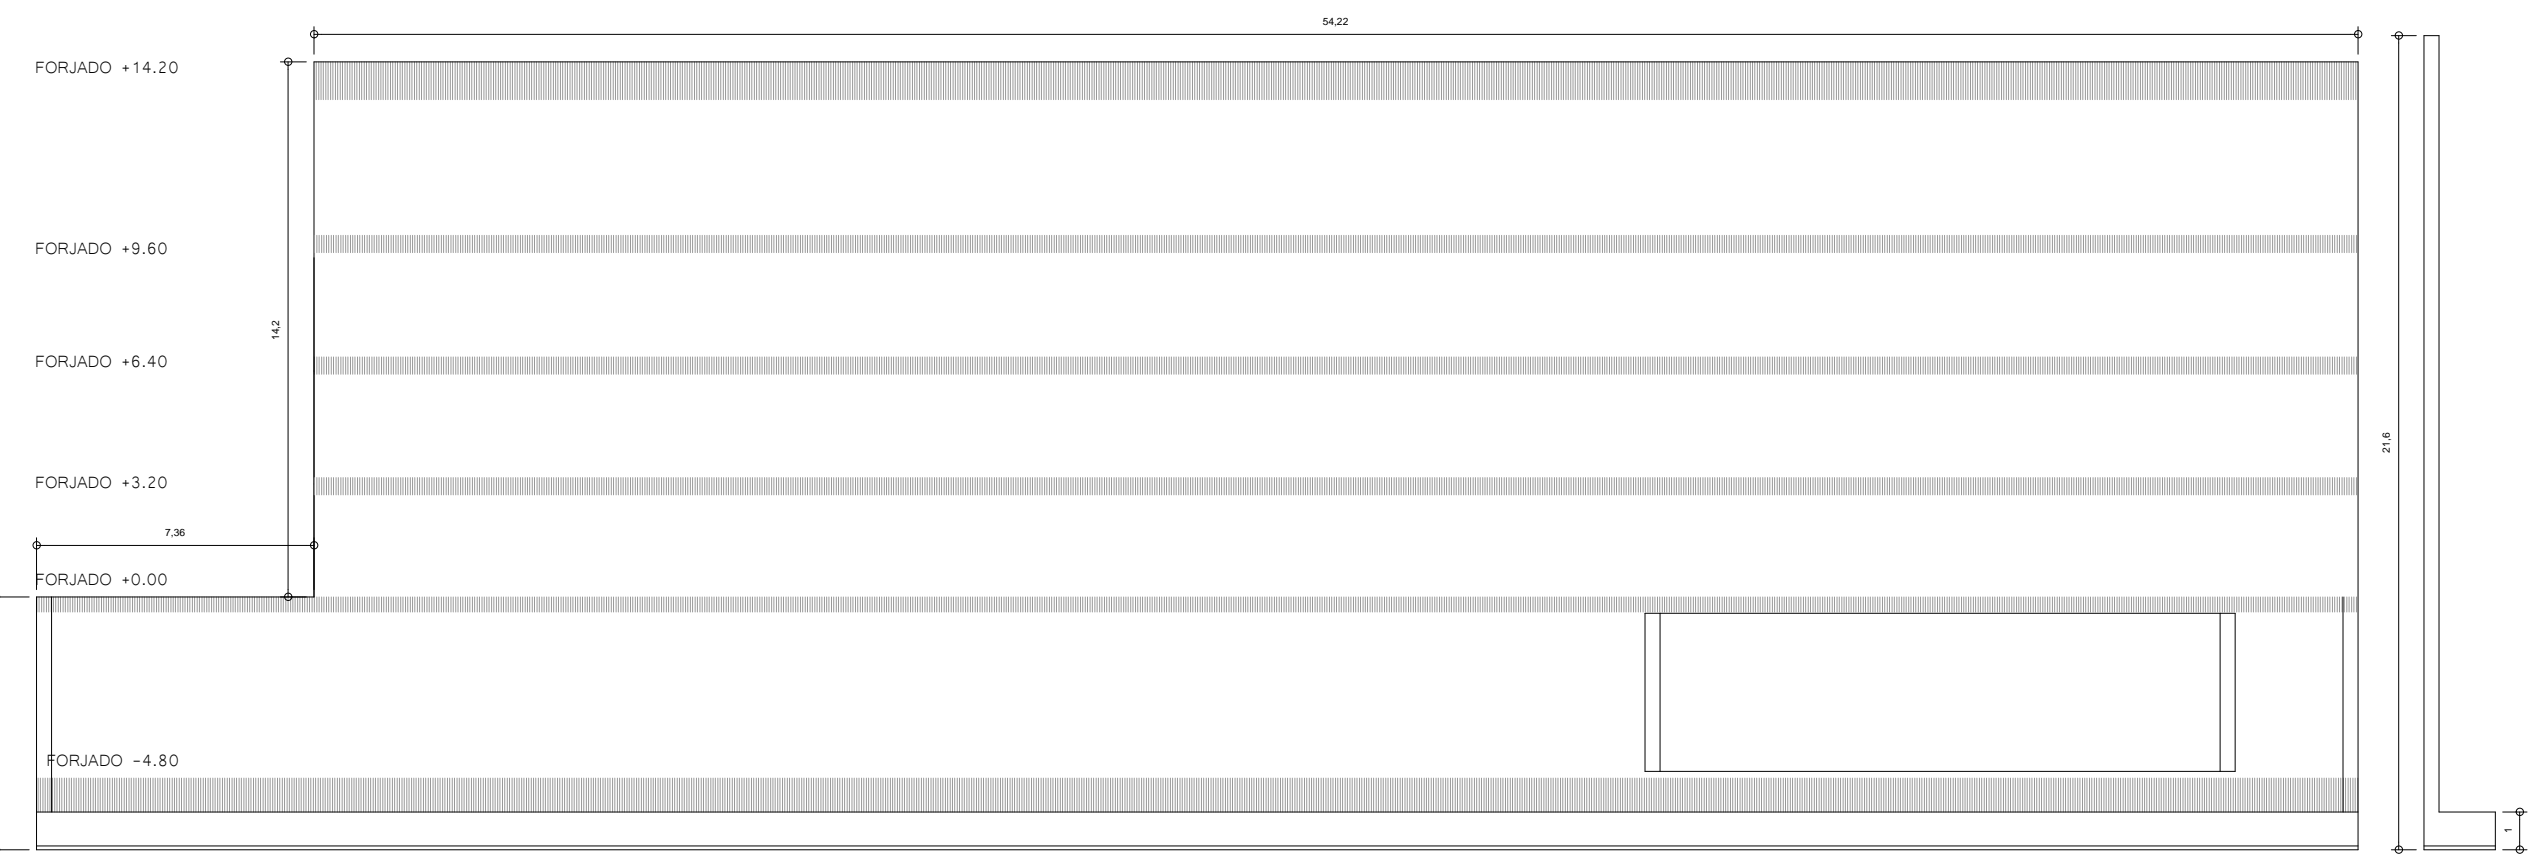 54,22
FORJADO +14.20
FORJADO +9.60
14,2
FORJADO +6.40
21,6
FORJADO +3.20
7,36
FORJADO +0.00
FORJADO -4.80
1